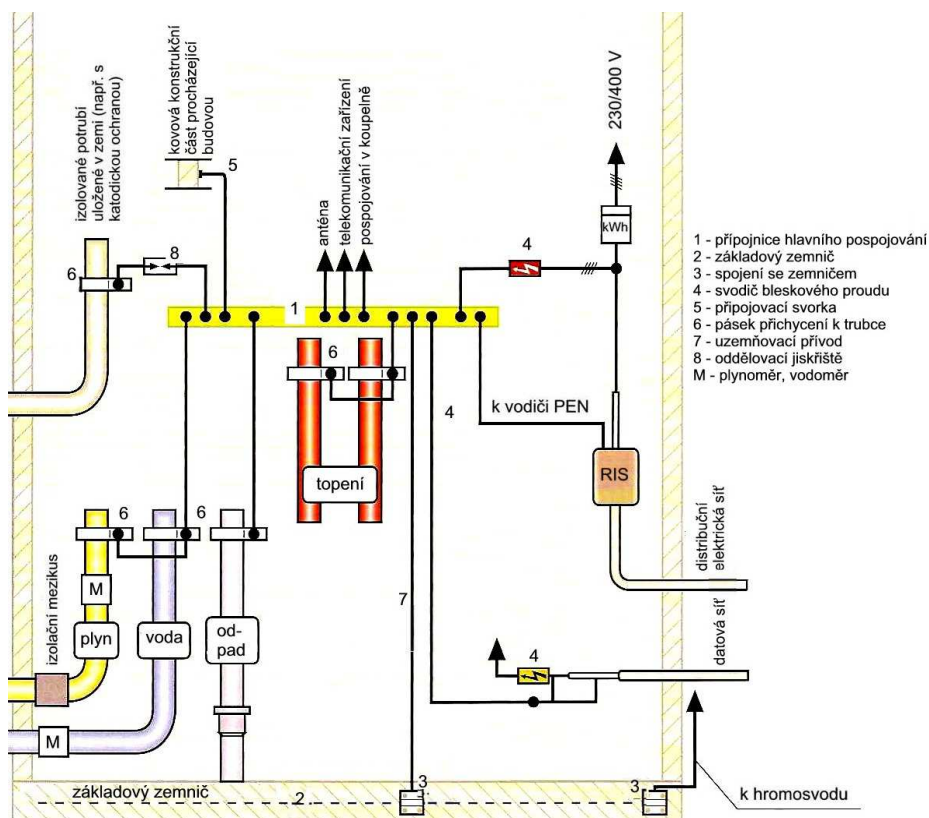 izolované potrubí
uložené v zemi (např. s
katodickou ochranou)
kovová konstrukční
část procházející
budovou
5
anténa
telekomunikační zařízení
pospojování v koupelně
230/400 V
kWh
4
6
8
1
1 - přípojnice hlavního pospojování
2 - základový zemnič
3 - spojení se zemničem
4 - svodič bleskového proudu
5 - připojovací svorka
6 - pásek přichycení k trubce
7 - uzemňovací přívod
8 - oddělovací jiskřiště
M - plynoměr, vodoměr
6
4
k vodiči PEN
RIS
topení
6
6
distribuční
elektrická síť
izolační mezikus
M
plyn
voda
od-
pad
7
datová síť
4
M
základový zemnič
2
3
3
k hromosvodu